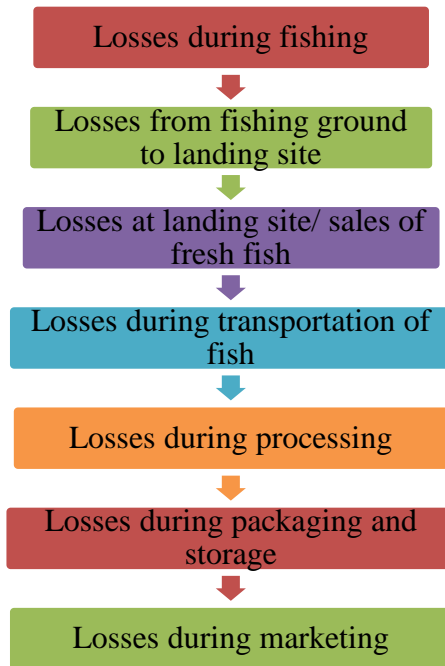 Losses during fishing
Losses from fishing ground
to landing site
Losses at landing site/ sales of
fresh fish
Losses during transportation of
fish
Losses during processing
Losses during packaging and
storage
Losses during marketing